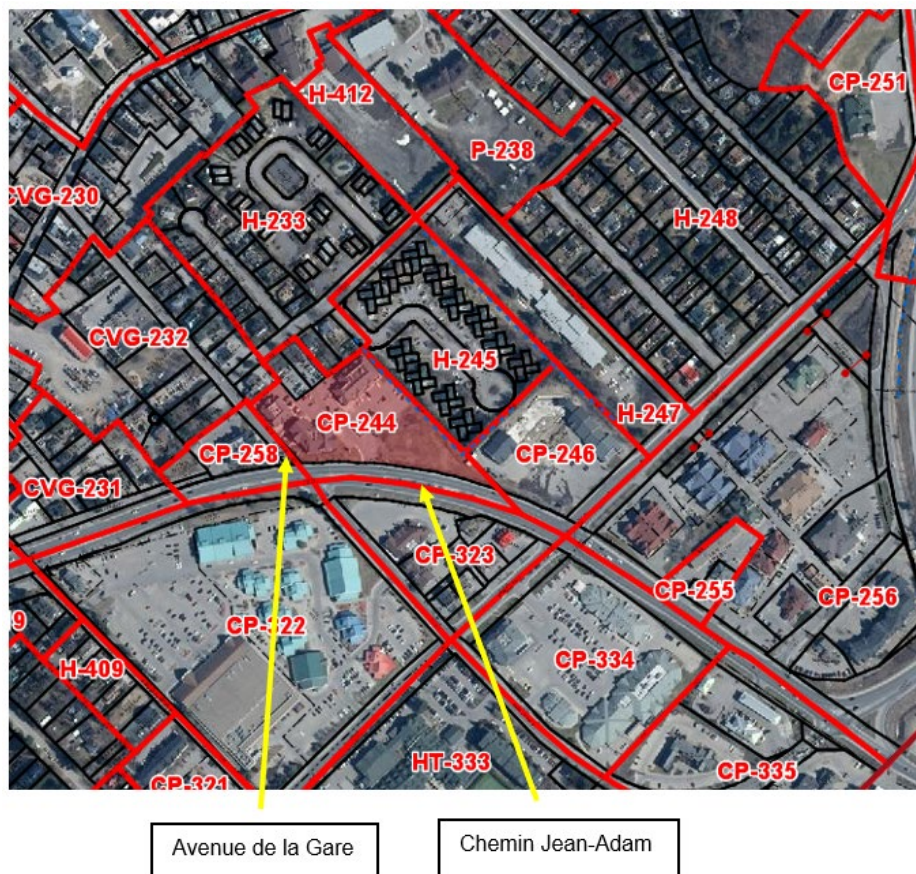 H-412
CP-251
P-238
CVG-230
H-233
H-248
CVG-232
H-245
H-247
CP-244
CP-258
CP-246
CVG-231
CP-323
CP-255
CP-256
CP-322
H-409
CP-334
HT-333
CP-335
CP-321
Avenue de la Gare
Chemin Jean-Adam